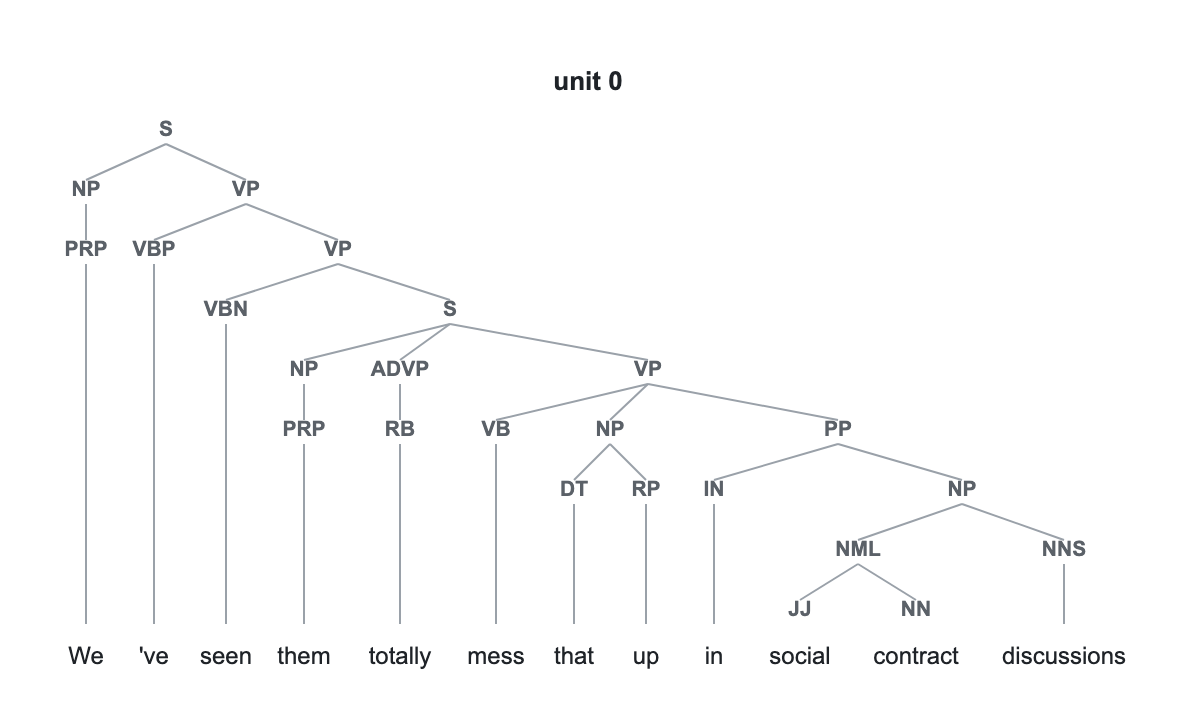 unit 0
S
NP VP
PRP VBP VP
VBN S
NP ADVP VP
PRP RB VB NP PP
DT RP IN NP
NML NNS
JJ NN
We 've seen them totally mess that up in social contract discussions